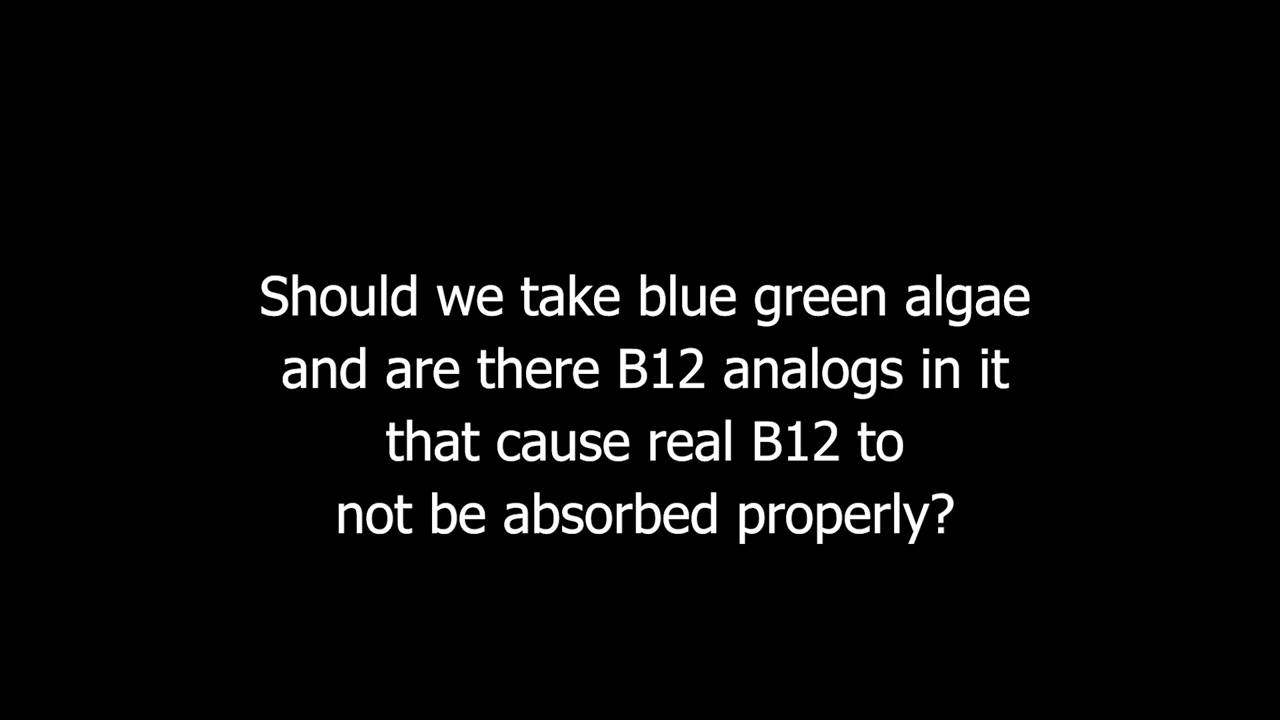 Should we take blue green algae
and are there B12 analogs in it
that cause real B12 to
not be absorbed properly?